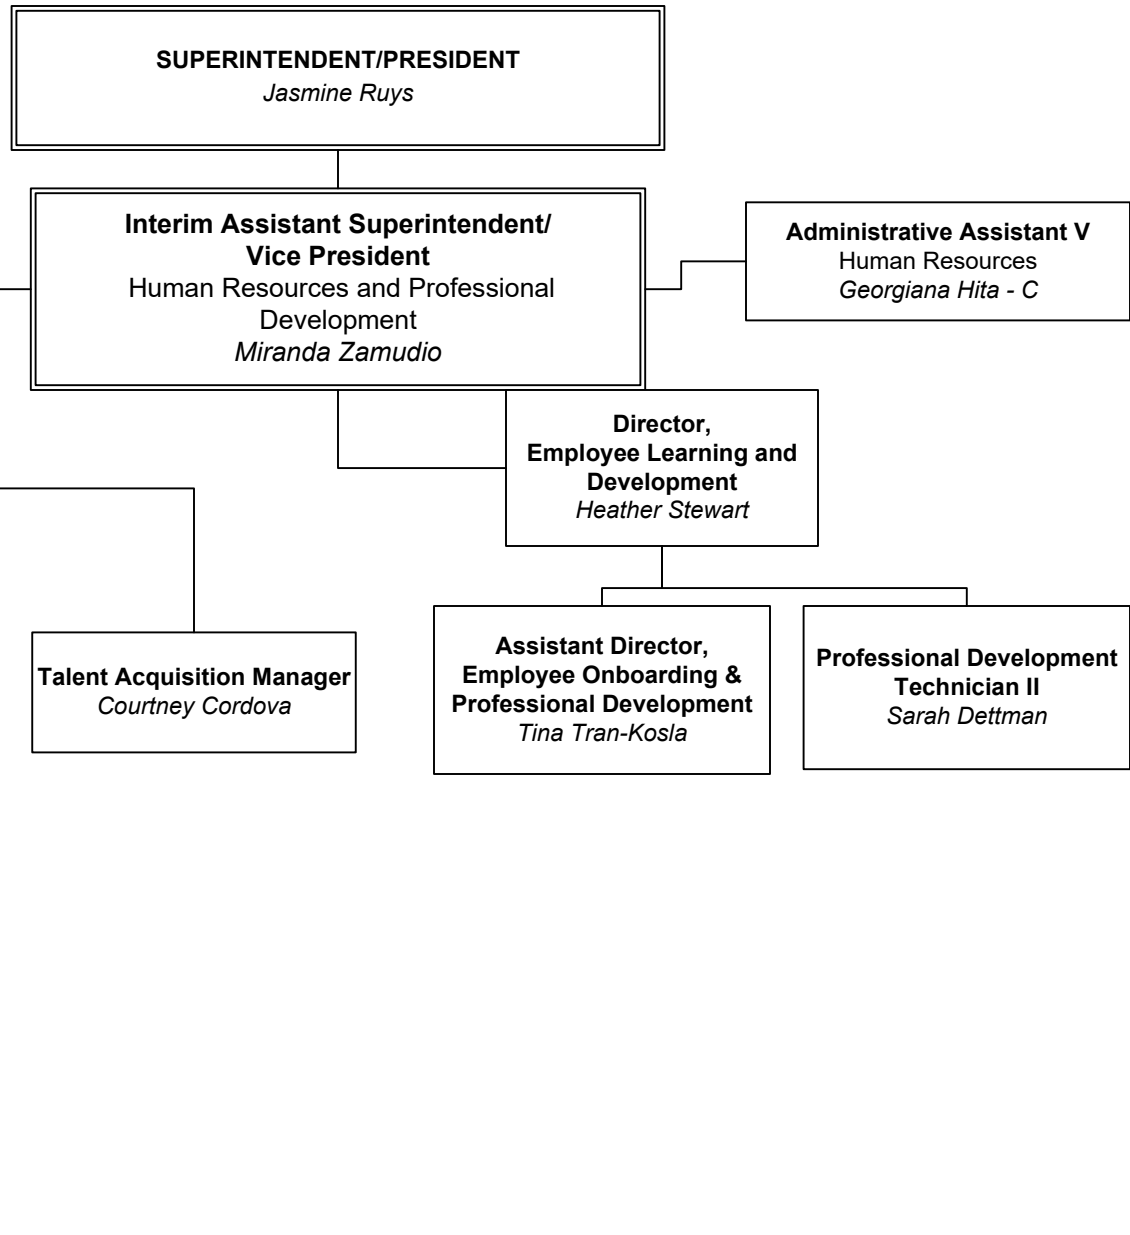 SUPERINTENDENT/PRESIDENT
Jasmine Ruys
Interim Assistant Superintendent/
Vice President
Human Resources and Professional
Development
Miranda Zamudio
Administrative Assistant V
Human Resources
Georgiana Hita - C
Director,
Employee Learning and
Development
Heather Stewart
Talent Acquisition Manager
Courtney Cordova
Assistant Director,
Employee Onboarding &
Professional Development
Tina Tran-Kosla
Professional Development
Technician II
Sarah Dettman